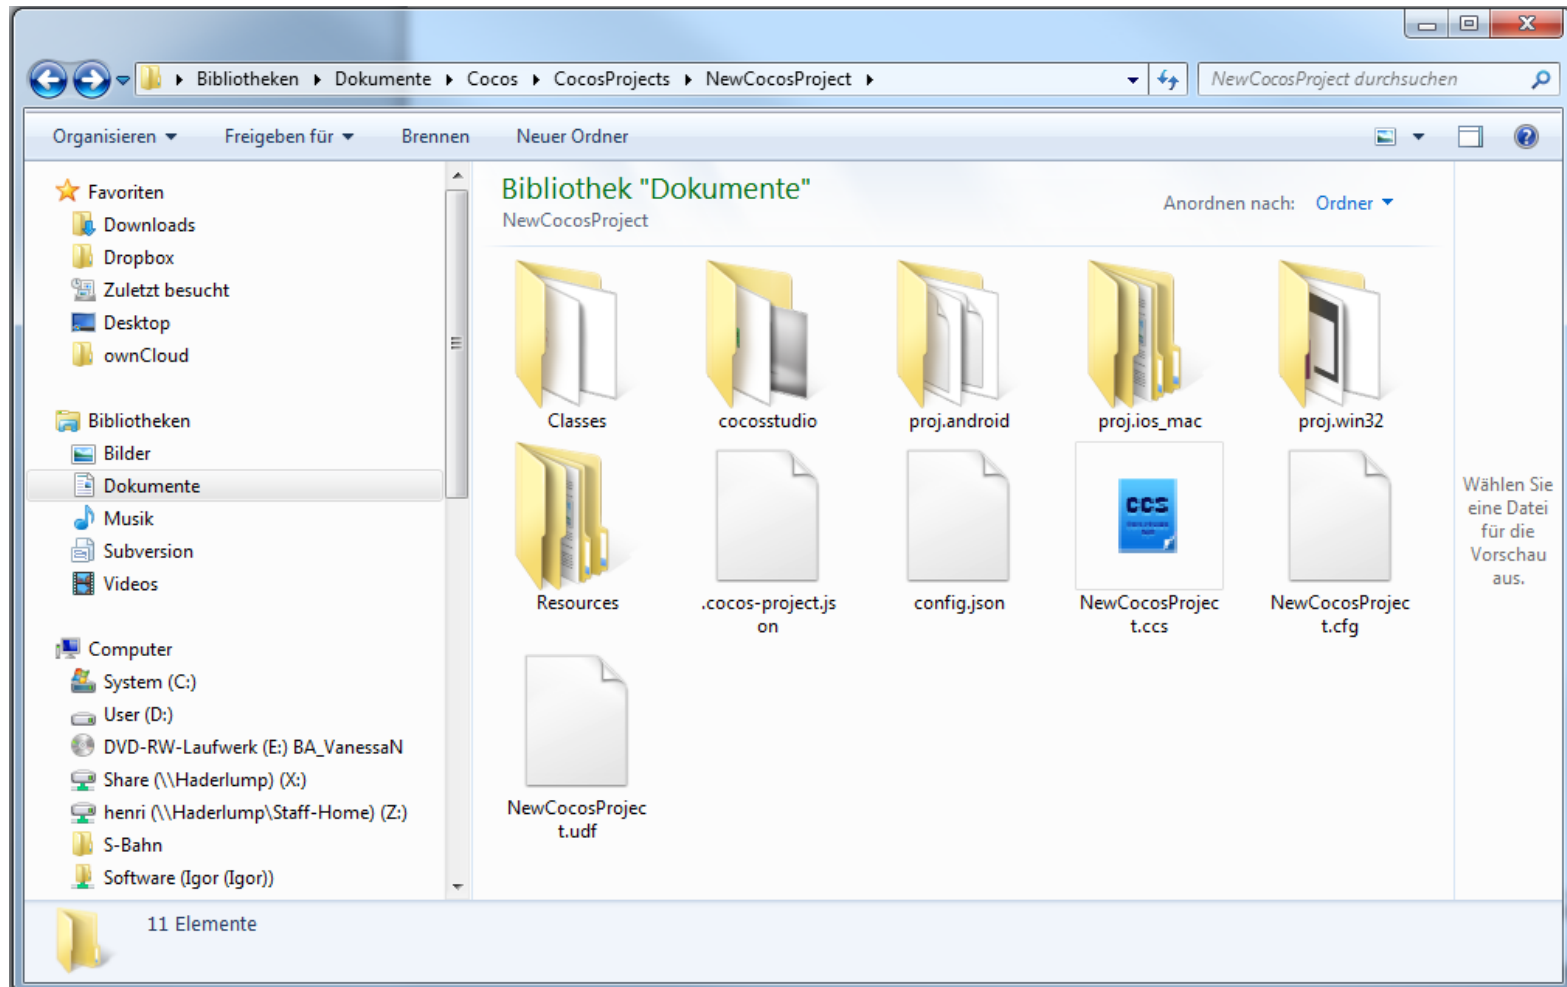 Bibliotheken Dokumente Cocos CocosProjects NewCocosProject
NewCocosProject durchsuchen
Organisieren Freigeben für Brennen Neuer Ordner
Favoriten
Downloads
Dropbox
Zuletzt besucht
Desktop
ownCloud
Bibliotheken
Bilder
Dokumente
Musik
Subversion
Videos
Computer
System (C:)
User (D:)
DVD-RW-Laufwerk (E:) BA_VanessaN
Share (\\Haderlump) (X:)
henri (\\Haderlump\Staff-Home) (Z:)
S-Bahn
Software (Igor (Igor))
Bibliothek "Dokumente"
NewCocosProject
Anordnen nach: Ordner
Classes
cocosstudio
proj.android
proj.ios_mac
proj.win32
Resources
.cocos-project.js
on
config.json
CCS
NewCocosProjec
t.ccs
NewCocosProjec
t.cfg
NewCocosProjec
t.udf
Wählen Sie
eine Datei
für die
Vorschau
aus.
11 Elemente